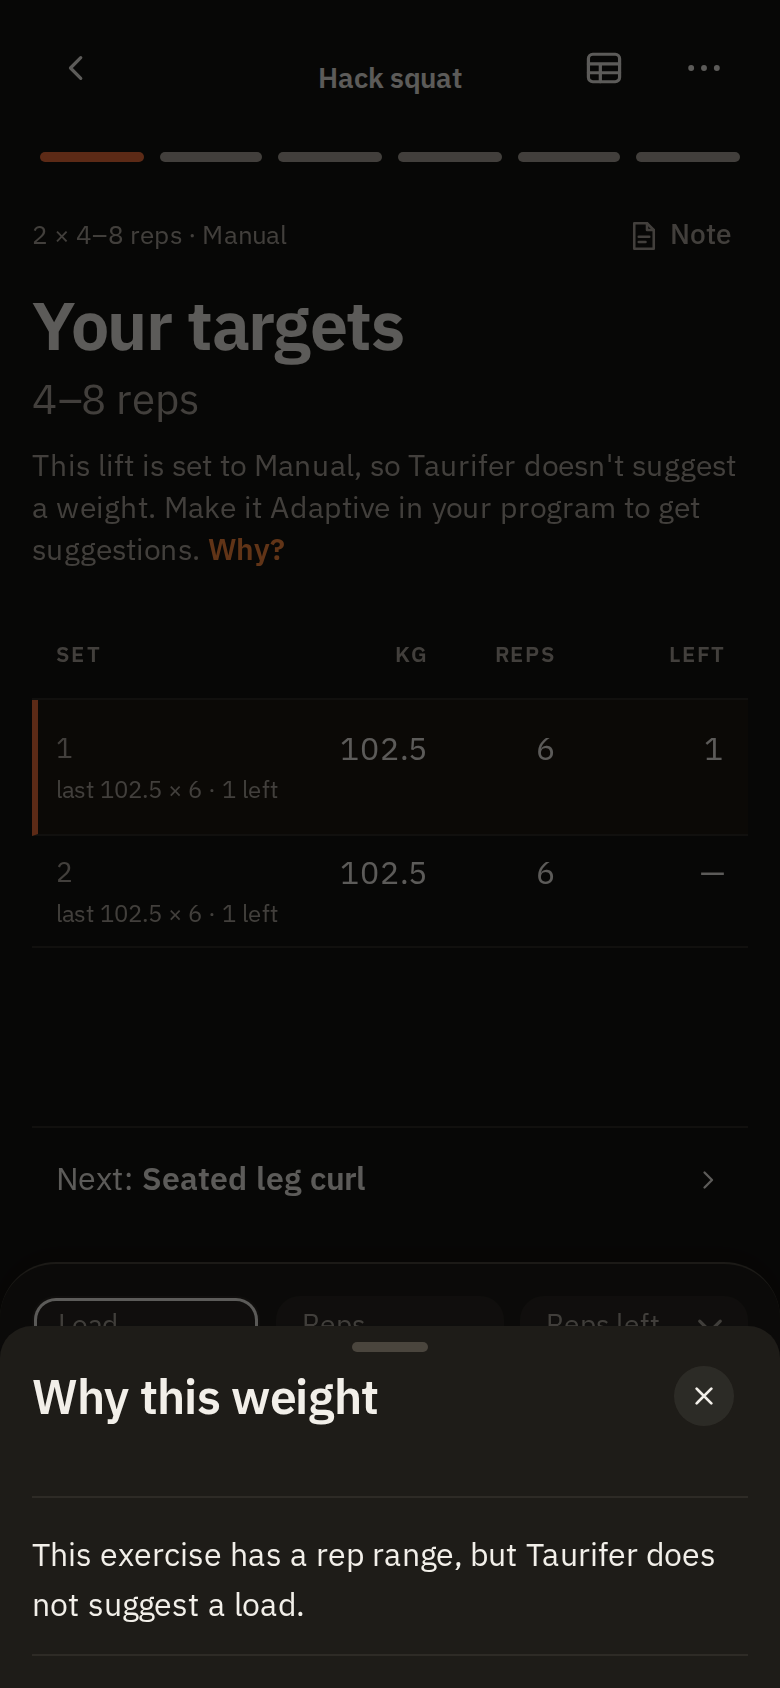 Hack squat
2 × 4–8 reps · Manual
Note
Your targets
4–8 reps
This lift is set to Manual, so Taurifer doesn't suggest
a weight. Make it Adaptive in your program to get
suggestions. Why?
SET KG REPS LEFT
1 102.5 6 1
last 102.5 × 6 · 1 left
2 102.5 6 —
last 102.5 × 6 · 1 left
Next: Seated leg curl
Load Reps Reps left
Why this weight
This exercise has a rep range, but Taurifer does
not suggest a load.